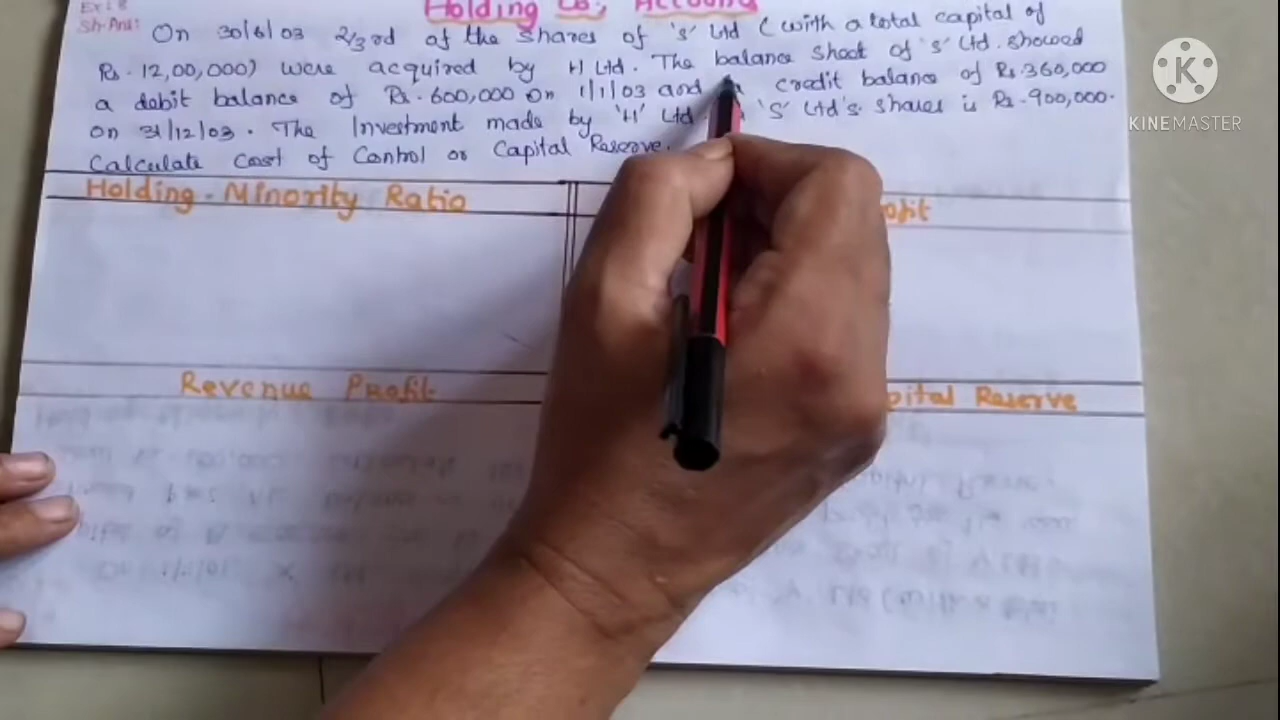 Holding Co., Account
Ex: 8
Sh-Ans:
On 30/6/03 2/3rd of the shares of 'S' Ltd (with a total capital of
Rs. 12,00,000) were acquired by H Ltd. The balance sheet of 'S' Ltd. showed
a debit balance of Rs. 600,000 on 1/1/03 and credit balance of Rs. 360,000
on 31/12/03. The Investment made by 'H' Ltd 'S' Ltd's shares is Rs. 900,000.
Calculate cost of Control or Capital Reserve.
Holding - Minority Ratio
Revenue Profit
Reserve
K
KINEMASTER